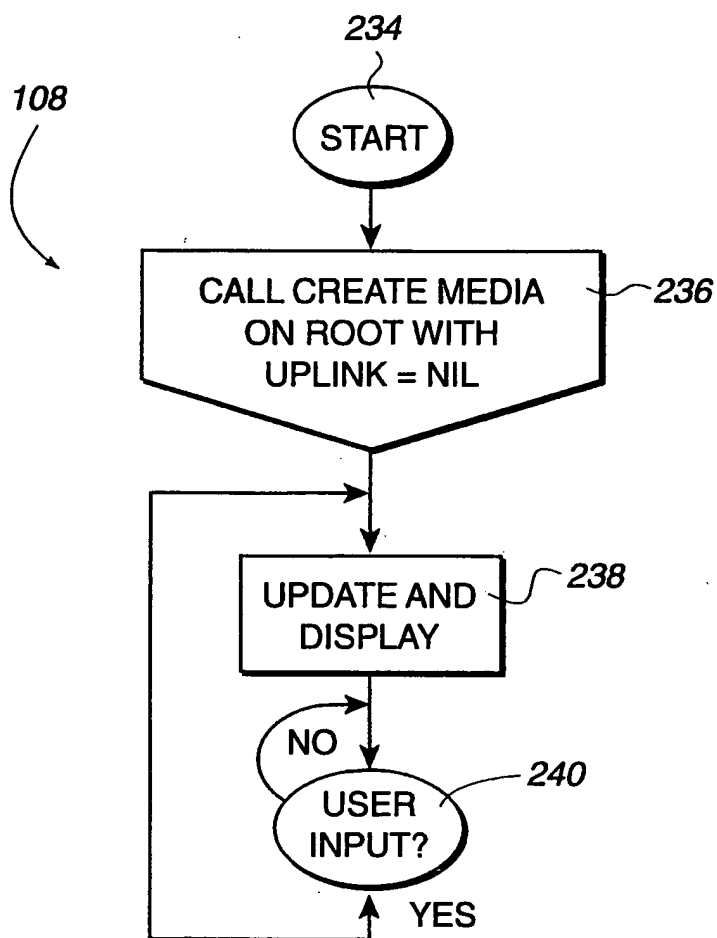 234
108
START
CALL CREATE MEDIA
ON ROOT WITH
UPLINK = NIL
236
UPDATE AND
DISPLAY
238
NO
240
USER
INPUT?
YES